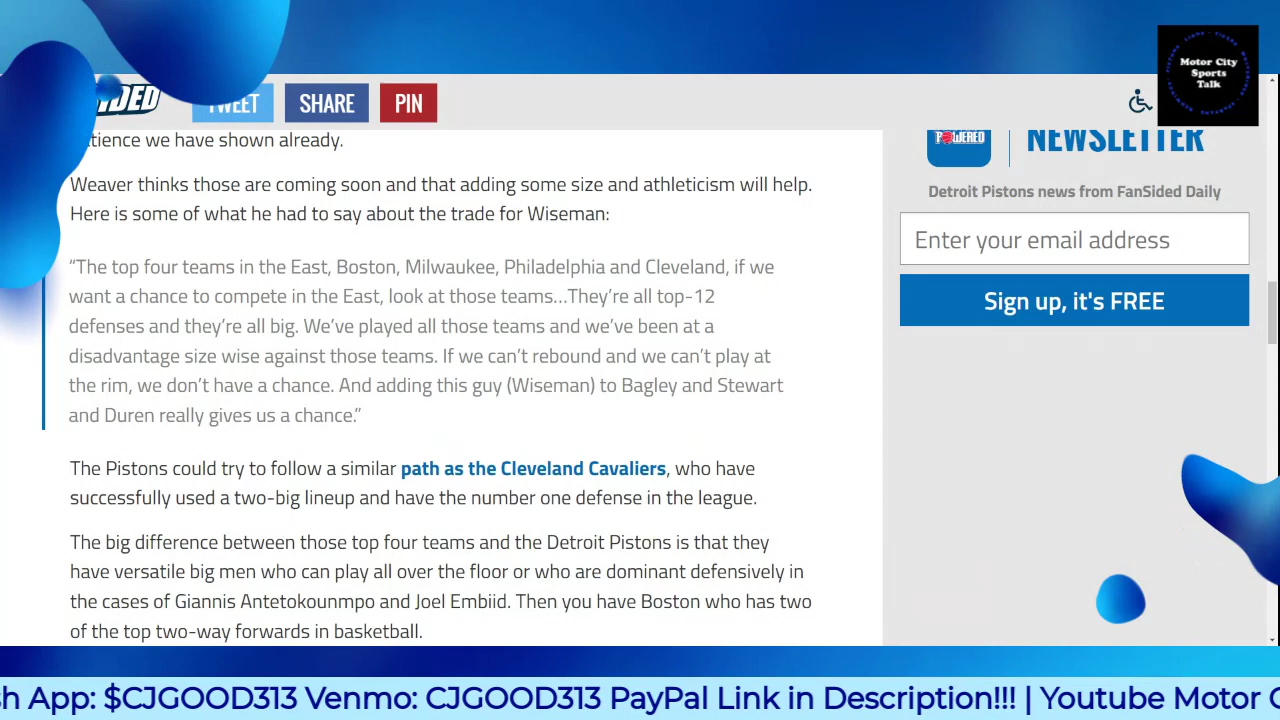 Motor City
Sports
Talk
TWEET
SHARE
PIN
patience we have shown already.
Weaver thinks those are coming soon and that adding some size and athleticism will help.
Here is some of what he had to say about the trade for Wiseman:
“The top four teams in the East, Boston, Milwaukee, Philadelphia and Cleveland, if we
want a chance to compete in the East, look at those teams…They’re all top-12
defenses and they’re all big. We’ve played all those teams and we’ve been at a
disadvantage size wise against those teams. If we can’t rebound and we can’t play at
the rim, we don’t have a chance. And adding this guy (Wiseman) to Bagley and Stewart
and Duren really gives us a chance.”
The Pistons could try to follow a similar path as the Cleveland Cavaliers, who have
successfully used a two-big lineup and have the number one defense in the league.
The big difference between those top four teams and the Detroit Pistons is that they
have versatile big men who can play all over the floor or who are dominant defensively in
the cases of Giannis Antetokounmpo and Joel Embiid. Then you have Boston who has two
of the top two-way forwards in basketball.
POWERED
NEWSLETTER
Detroit Pistons news from FanSided Daily
Enter your email address
Sign up, it's FREE
sh App: $CJGOOD313 Venmo: CJGOOD313 PayPal Link in Description!!! | Youtube Motor C